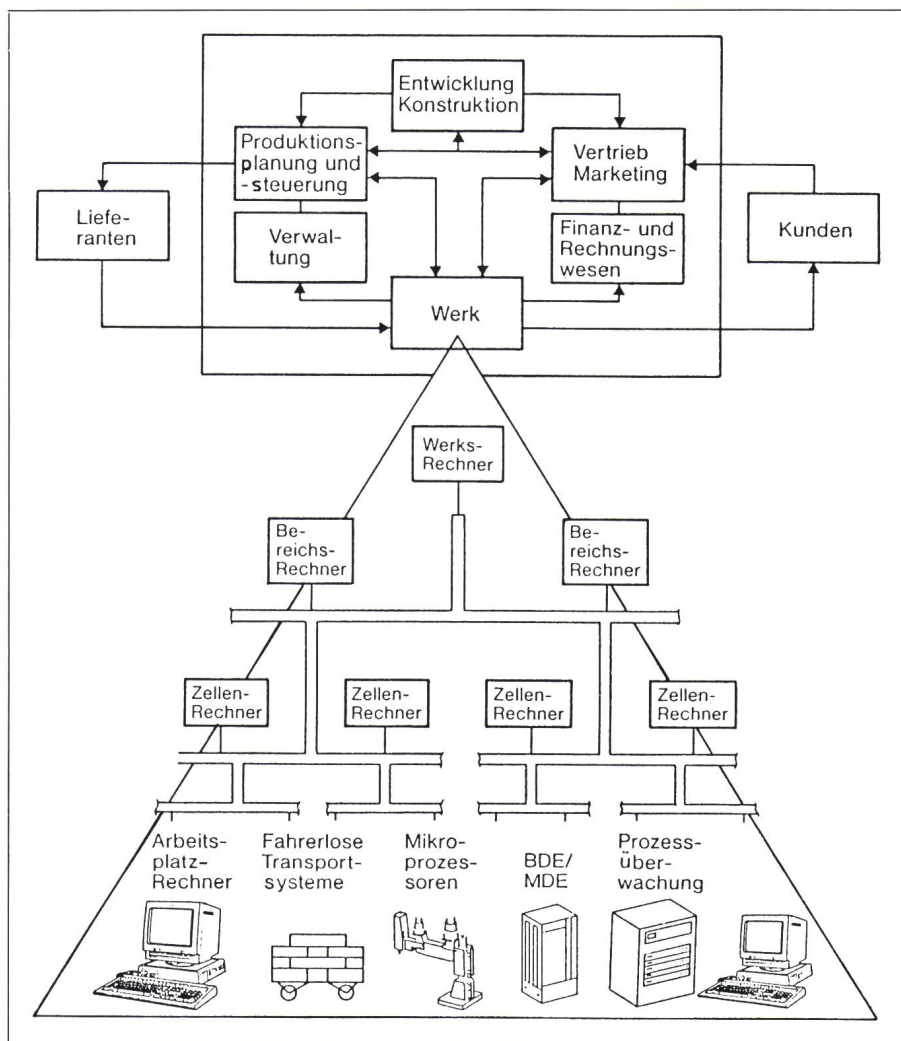 Entwicklung
Konstruktion
Produktions-
planung und
-steuerung
Vertrieb
Marketing
Liefe-
ranten
Verwal-
tung
Finanz- und
Rechnungs-
wesen
Kunden
Werk
Werks-
Rechner
Be-
reichs-
Rechner
Be-
reichs-
Rechner
Zellen-
Rechner
Zellen-
Rechner
Zellen-
Rechner
Zellen-
Rechner
Arbeits-
platz-
Rechner
Fahrerlose
Transport-
systeme
Mikro-
prozes-
soren
BDE/
MDE
Prozess-
über-
wachung